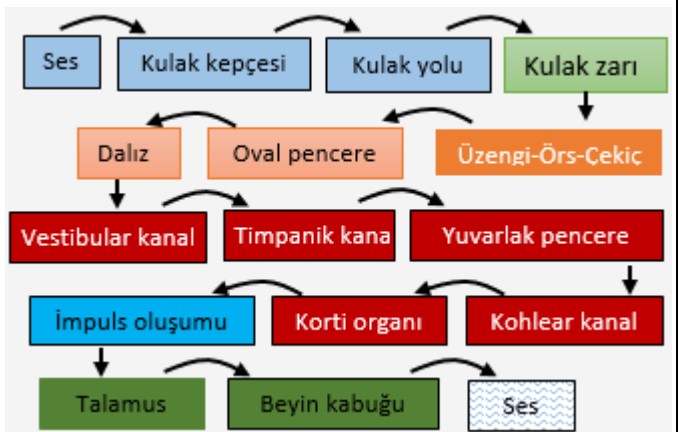 Ses
Kulak kepçesi
Kulak yolu
Kulak zarı
Üzengi-Örs-Çekiç
Oval pencere
Dalız
Vestibular kanal
Timpanik kana
Yuvarlak pencere
Kohlear kanal
Korti organı
İmpuls oluşumu
Talamus
Beyin kabuğu
Ses